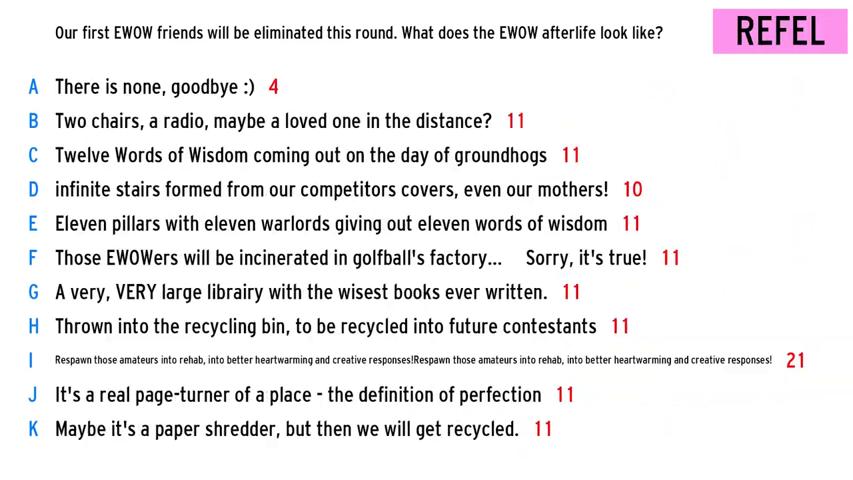 Our first EWOW friends will be eliminated this round. What does the EWOW afterlife look like?
REFEL
A There is none, goodbye :) 4
B Two chairs, a radio, maybe a loved one in the distance? 11
C Twelve Words of Wisdom coming out on the day of groundhogs 11
D infinite stairs formed from our competitors covers, even our mothers! 10
E Eleven pillars with eleven warlords giving out eleven words of wisdom 11
F Those EWOWers will be incinerated in golfball's factory... Sorry, it's true! 11
G A very, VERY large librairy with the wisest books ever written. 11
H Thrown into the recycling bin, to be recycled into future contestants 11
I Respawn those amateurs into rehab, into better heartwarming and creative responses!Respawn those amateurs into rehab, into better heartwarming and creative responses! 21
J It's a real page-turner of a place - the definition of perfection 11
K Maybe it's a paper shredder, but then we will get recycled. 11